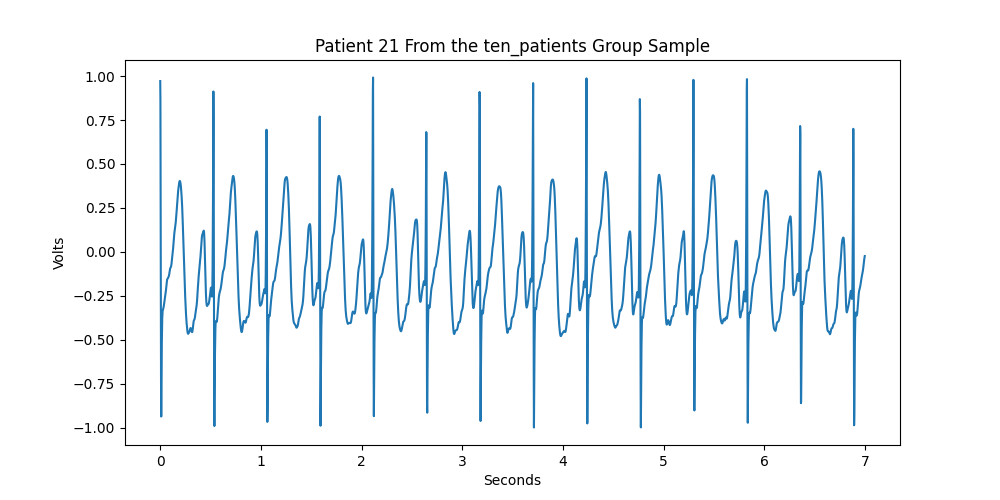 Patient 21 From the ten_patients Group Sample
1.00
0.75
0.50
0.25
0.00
−0.25
−0.50
−0.75
−1.00
Volts
0 1 2 3 4 5 6 7
Seconds